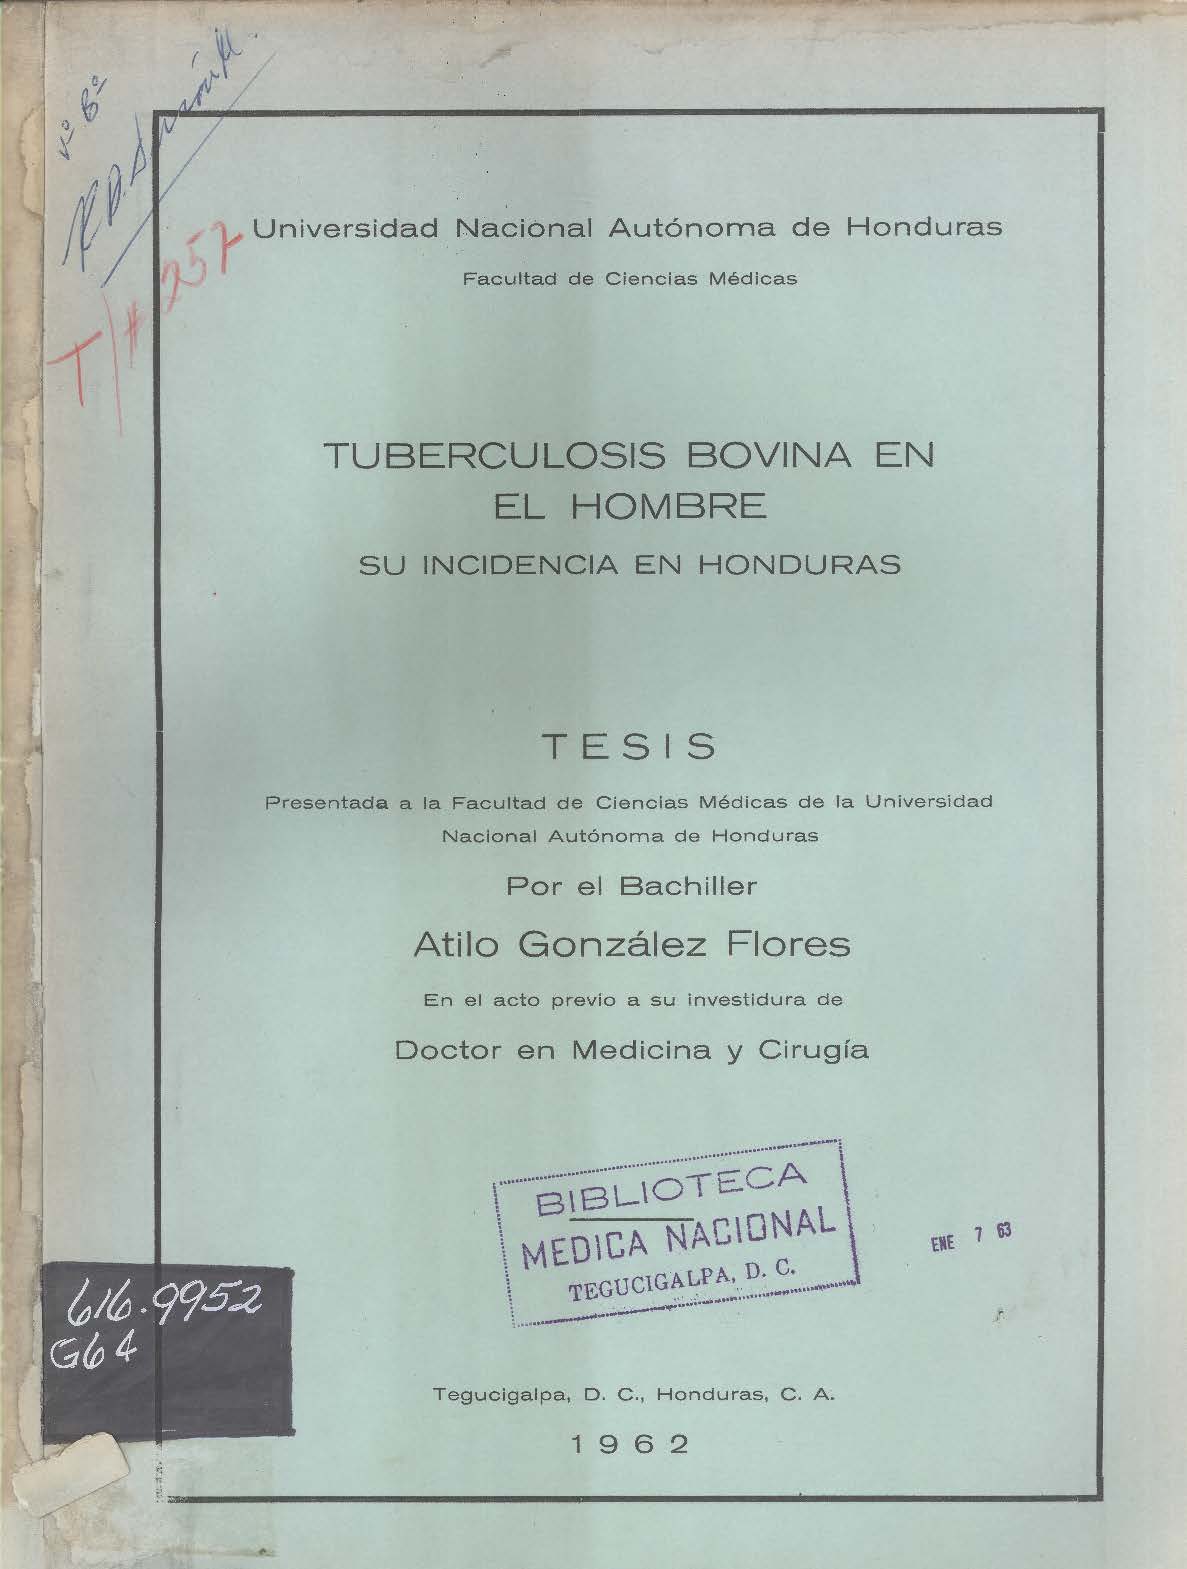 Vº Bº
T/# 257
Universidad Nacional Autónoma de Honduras
Facultad de Ciencias Médicas
TUBERCULOSIS BOVINA EN
EL HOMBRE
SU INCIDENCIA EN HONDURAS
TESIS
Presentada a la Facultad de Ciencias Médicas de la Universidad
Nacional Autónoma de Honduras
Por el Bachiller
Atilo González Flores
En el acto previo a su investidura de
Doctor en Medicina y Cirugía
BIBLIOTECA
MEDICA NACIONAL
TEGUCIGALPA, D. C.
ENE 7 63
616.9952
G64
Tegucigalpa, D. C., Honduras, C. A.
1962